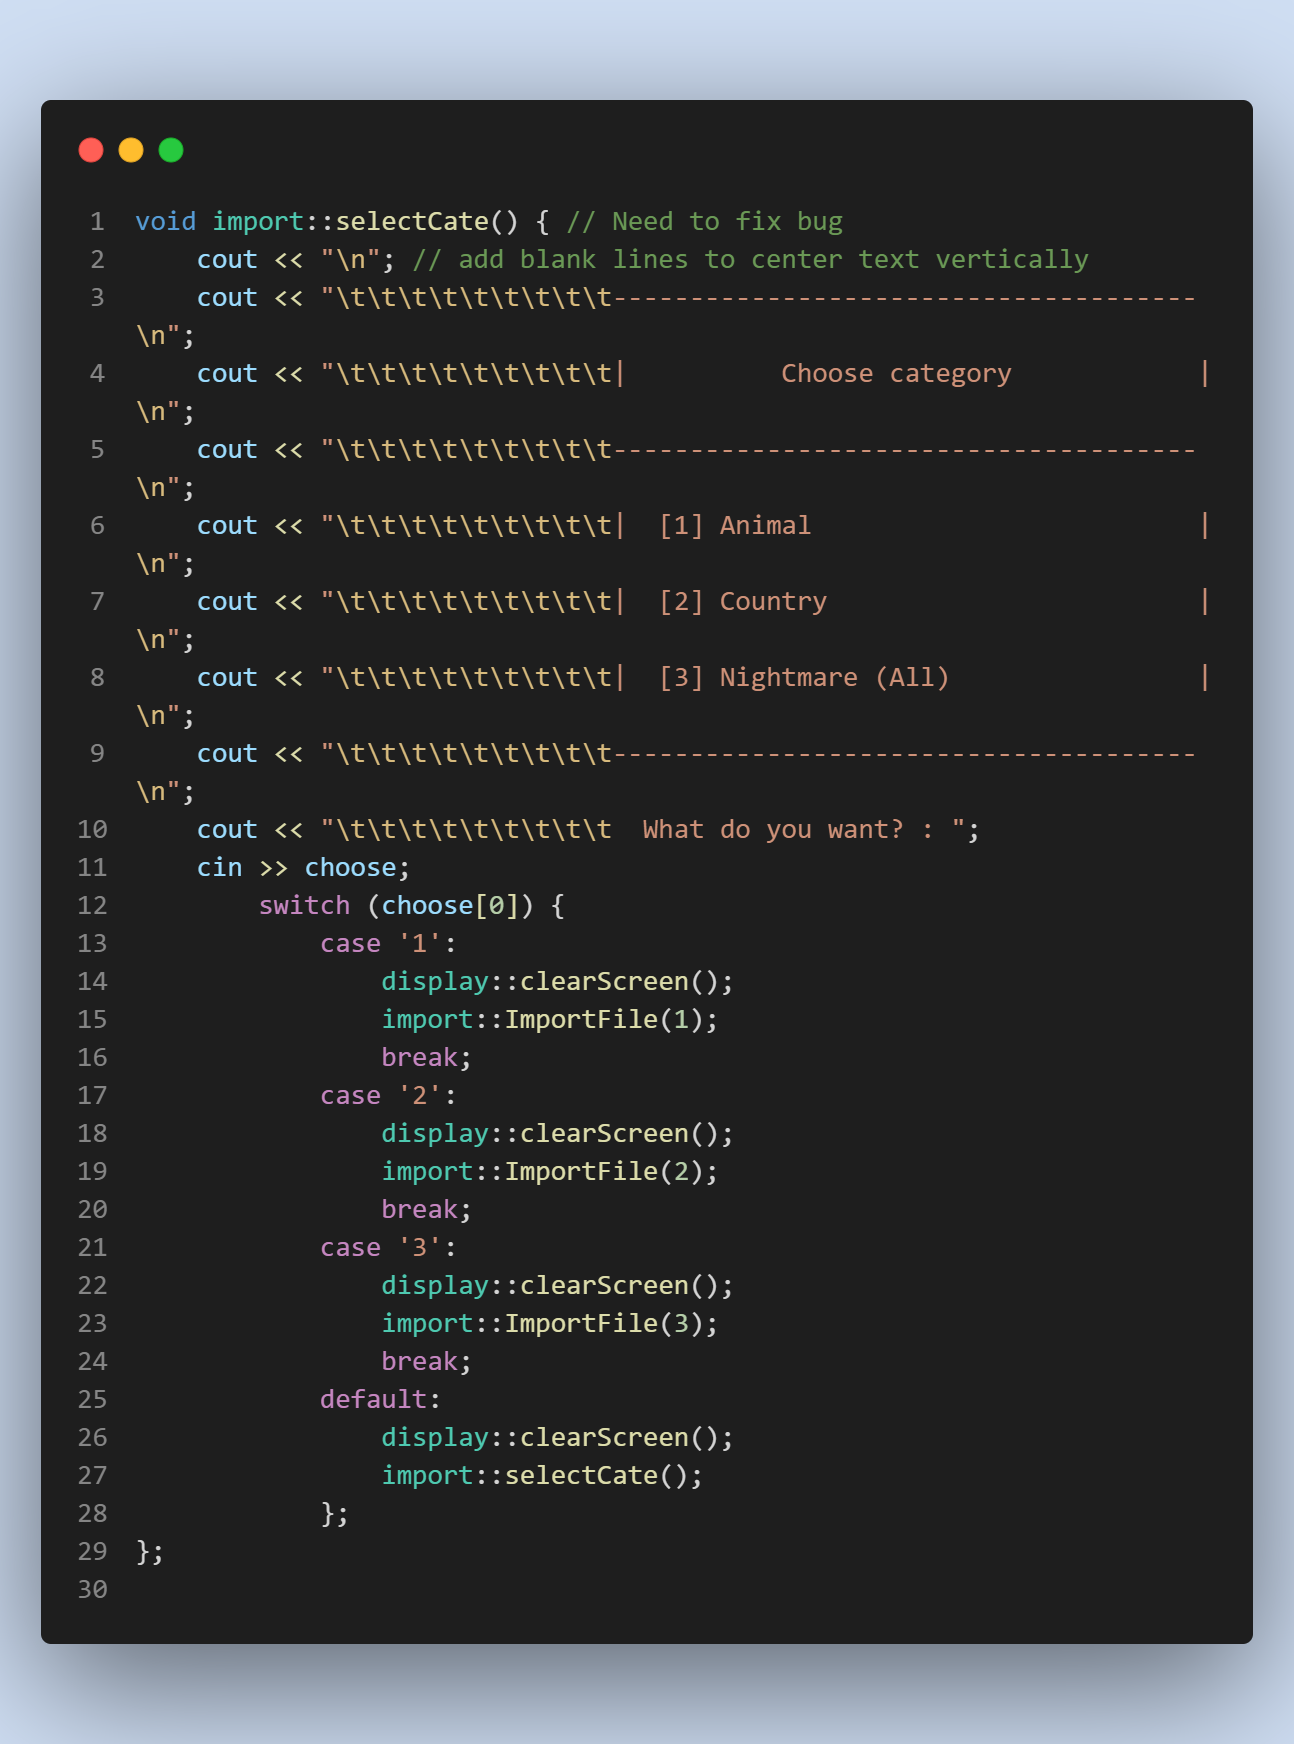 1 void import::selectCate() { // Need to fix bug
2     cout << "\n"; // add blank lines to center text vertically
3     cout << "\t\t\t\t\t\t\t\t\t--------------------------------------
\n";
4     cout << "\t\t\t\t\t\t\t\t\t|          Choose category            |
\n";
5     cout << "\t\t\t\t\t\t\t\t\t--------------------------------------
\n";
6     cout << "\t\t\t\t\t\t\t\t\t|  [1] Animal                         |
\n";
7     cout << "\t\t\t\t\t\t\t\t\t|  [2] Country                        |
\n";
8     cout << "\t\t\t\t\t\t\t\t\t|  [3] Nightmare (All)                |
\n";
9     cout << "\t\t\t\t\t\t\t\t\t--------------------------------------
\n";
10     cout << "\t\t\t\t\t\t\t\t\t  What do you want? : ";
11     cin >> choose;
12         switch (choose[0]) {
13             case '1':
14                 display::clearScreen();
15                 import::ImportFile(1);
16                 break;
17             case '2':
18                 display::clearScreen();
19                 import::ImportFile(2);
20                 break;
21             case '3':
22                 display::clearScreen();
23                 import::ImportFile(3);
24                 break;
25             default:
26                 display::clearScreen();
27                 import::selectCate();
28             };
29 };
30